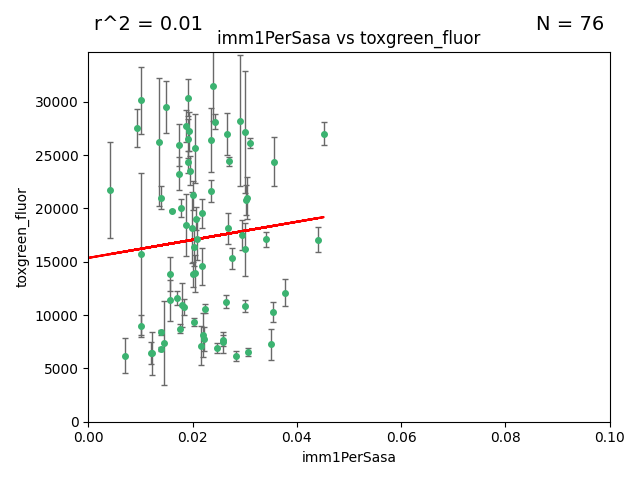 r^2 = 0.01
N = 76
imm1PerSasa vs toxgreen_fluor
toxgreen_fluor
30000
25000
20000
15000
10000
5000
0
0.00 0.02 0.04 0.06 0.08 0.10
imm1PerSasa